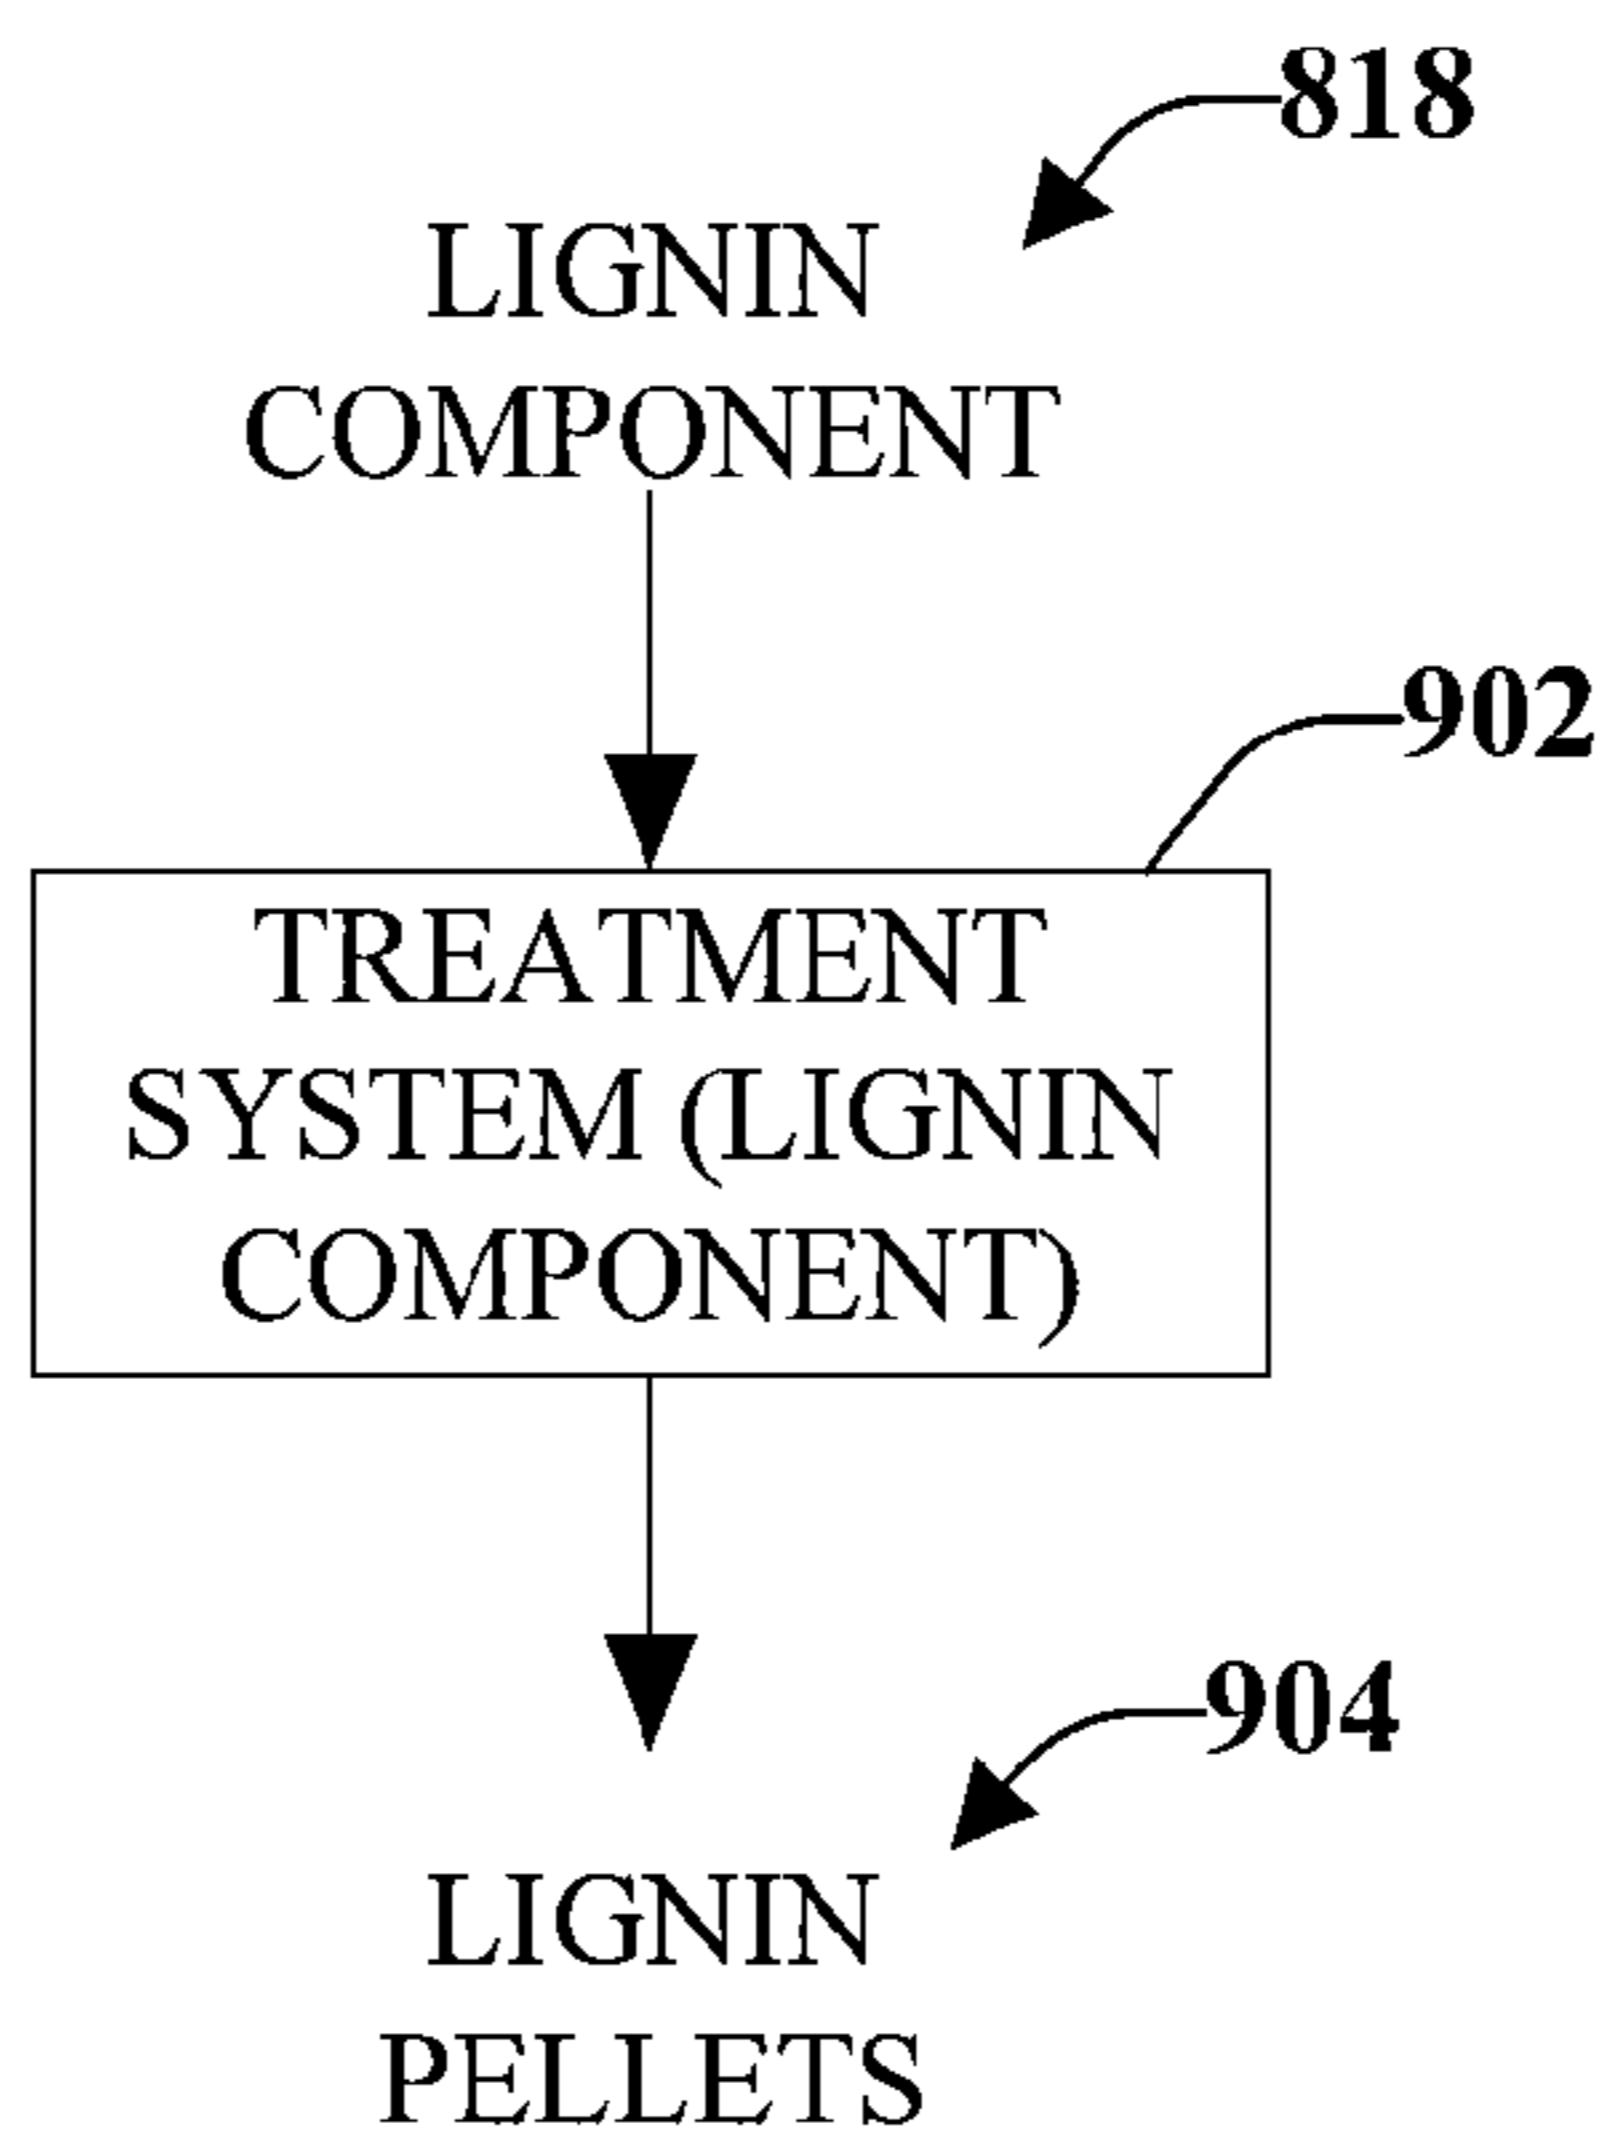 818
LIGNIN
COMPONENT
902
TREATMENT
SYSTEM (LIGNIN
COMPONENT)
904
LIGNIN
PELLETS